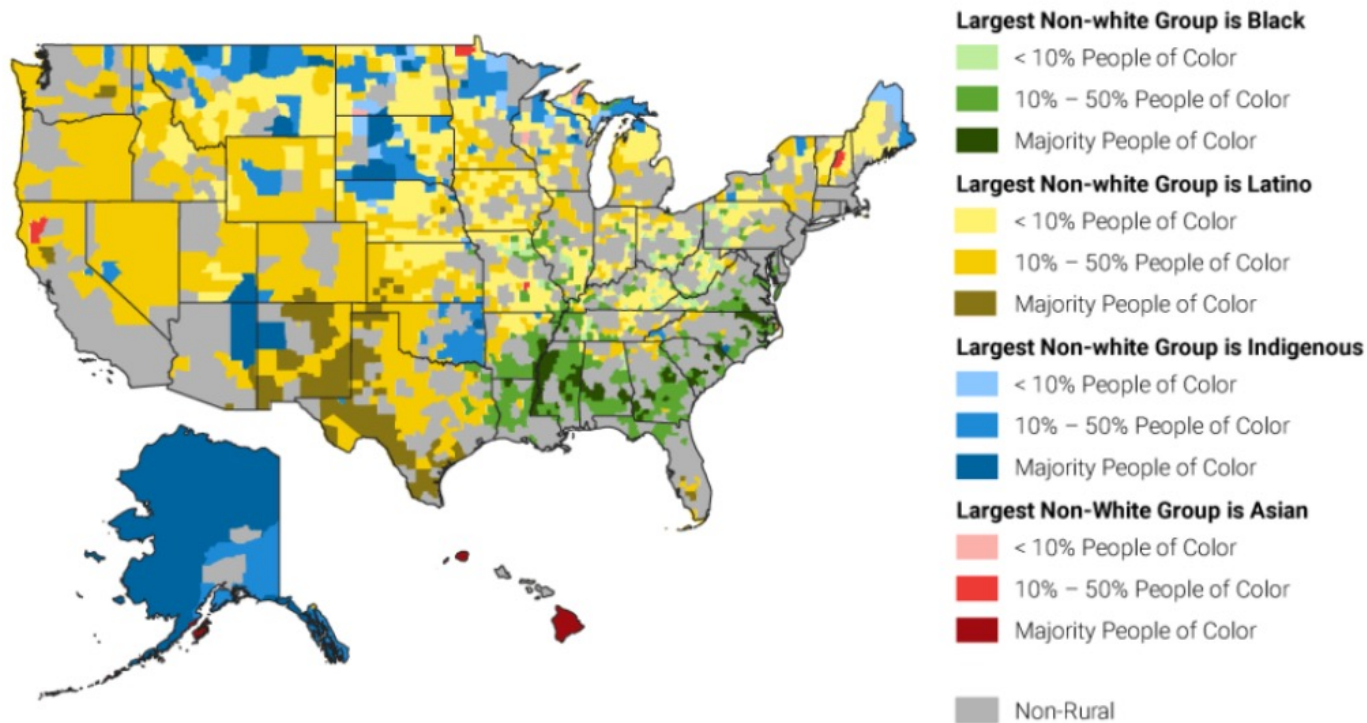 Largest Non-white Group is Black
< 10% People of Color
10% – 50% People of Color
Majority People of Color
Largest Non-white Group is Latino
< 10% People of Color
10% – 50% People of Color
Majority People of Color
Largest Non-white Group is Indigenous
< 10% People of Color
10% – 50% People of Color
Majority People of Color
Largest Non-White Group is Asian
< 10% People of Color
10% – 50% People of Color
Majority People of Color
Non-Rural